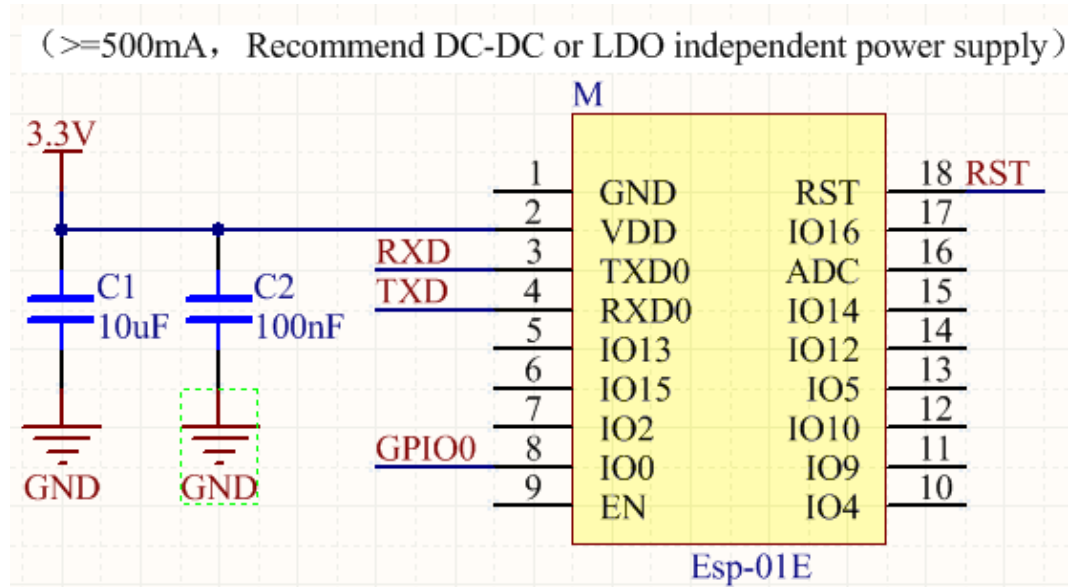 （>=500mA， Recommend DC-DC or LDO independent power supply）
M
3.3V
1 GND RST 18 RST
2 VDD IO16 17
RXD 3 TXD0 ADC 16
TXD 4 RXD0 IO14 15
C1 C2
10uF 100nF
5 IO13 IO12 14
6 IO15 IO5 13
7 IO2 IO10 12
GPIO0 8 IO0 IO9 11
GND GND
9 EN IO4 10
Esp-01E